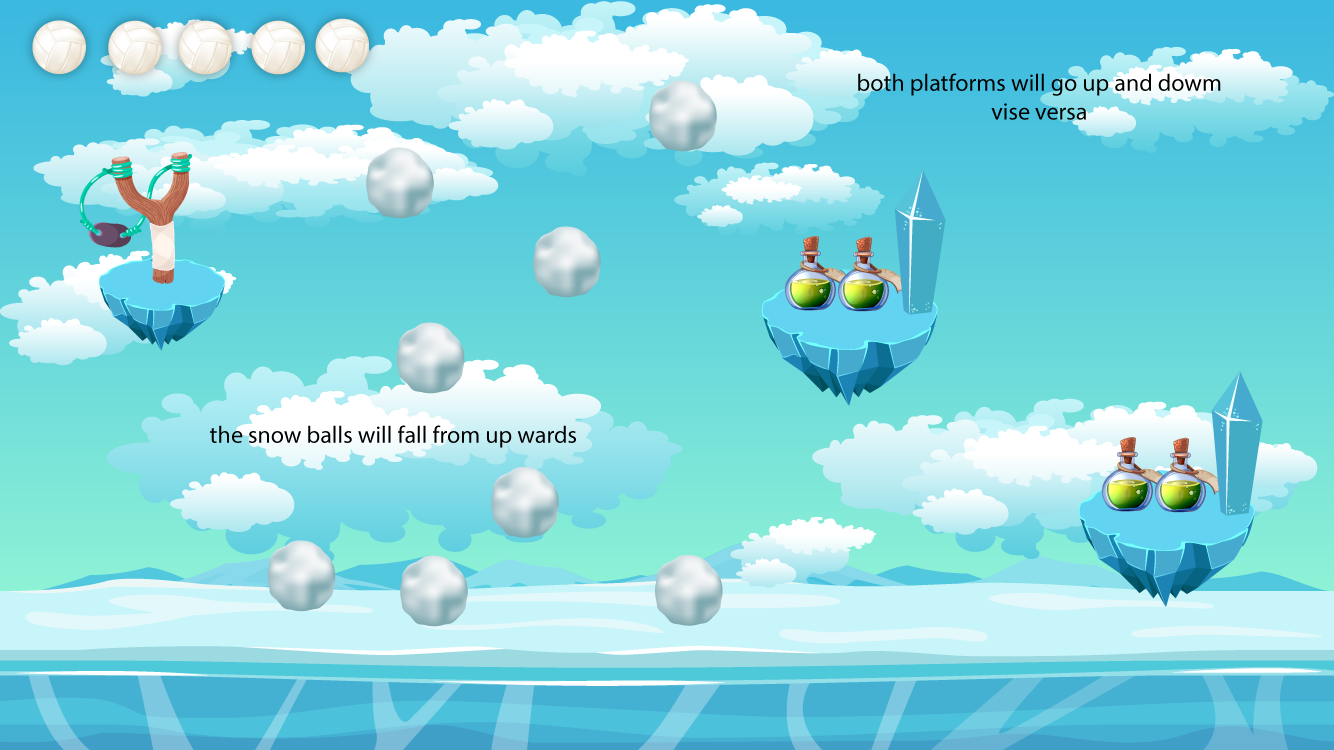 both platforms will go up and dowm
vise versa
the snow balls will fall from up wards